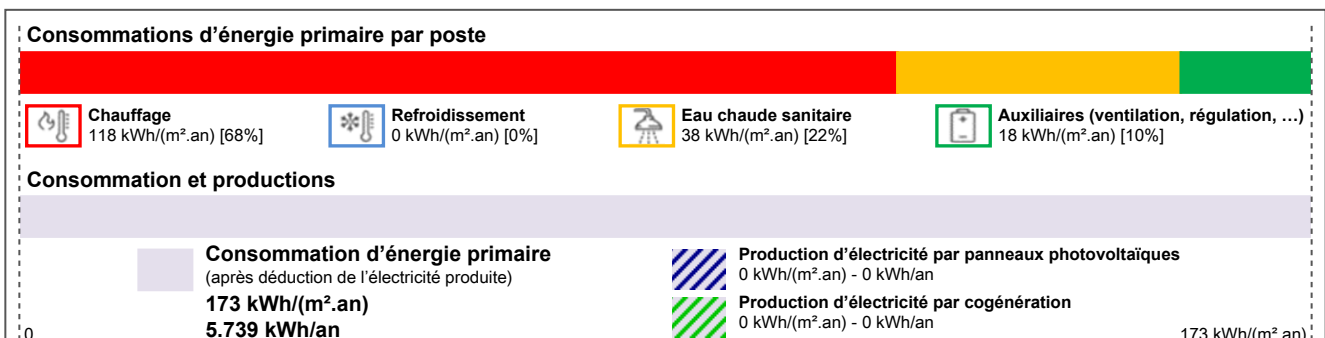 Consommations d’énergie primaire par poste
Chauffage
118 kWh/(m².an) [68%]
Refroidissement
0 kWh/(m².an) [0%]
Eau chaude sanitaire
38 kWh/(m².an) [22%]
Auxiliaires (ventilation, régulation, …)
18 kWh/(m².an) [10%]
Consommation et productions
Consommation d’énergie primaire
(après déduction de l’électricité produite)
173 kWh/(m².an)
5.739 kWh/an
Production d’électricité par panneaux photovoltaïques
0 kWh/(m².an) - 0 kWh/an
Production d’électricité par cogénération
0 kWh/(m².an) - 0 kWh/an
0
173 kWh/(m².an)